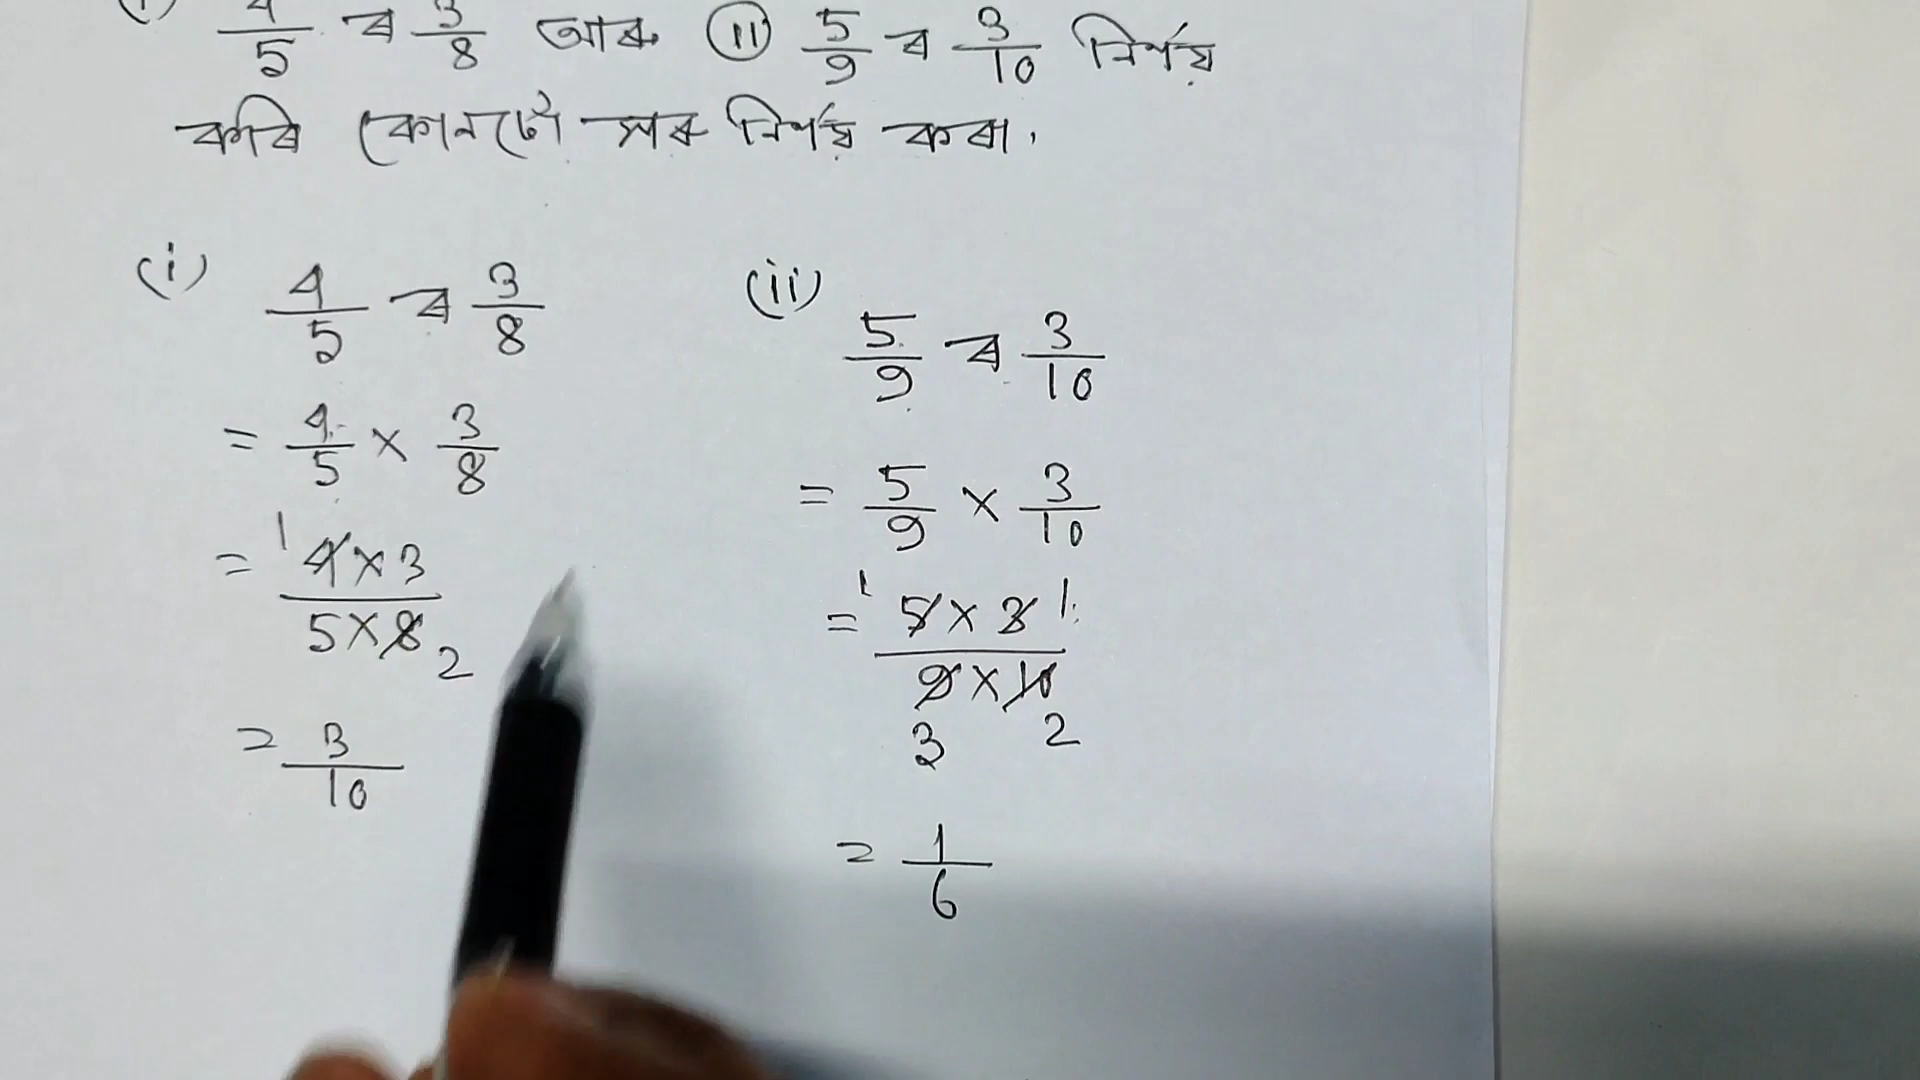 (i) 4/5 ৰ 3/8 আৰু (ii) 5/9 ৰ 3/10 নিৰ্ণয়
কৰি কোনটো সৰু নিৰ্ণয় কৰা.
(i) 4/5 ৰ 3/8
= 4/5 × 3/8
= 1 4×3 / 5×8 2
= 3/10
(ii) 5/9 ৰ 3/10
= 5/9 × 3/10
= 1 5×3 1 / 9×10
3 2
= 1/6